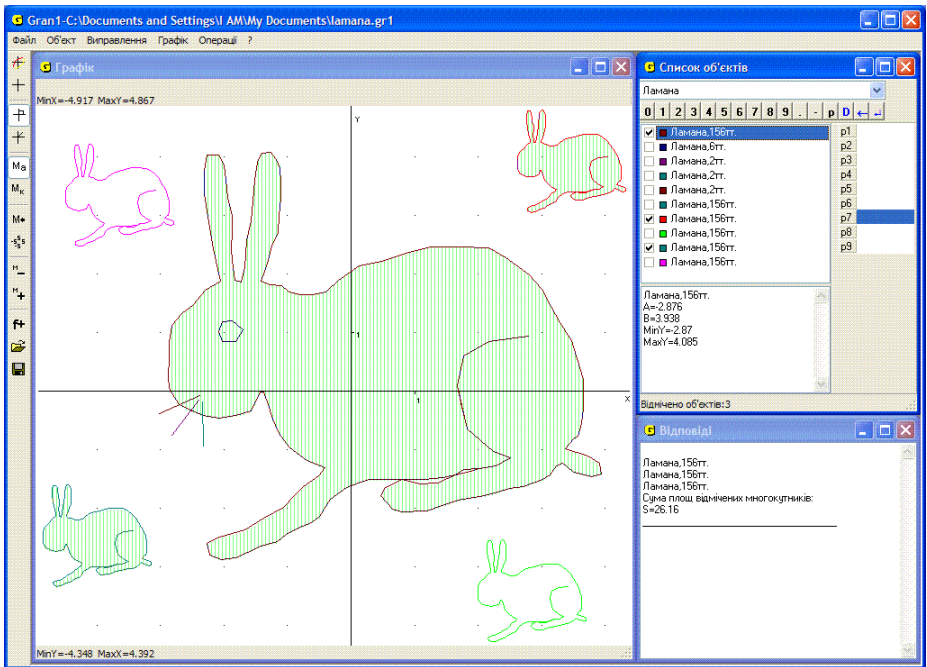 Gran1-C:\Documents and Settings\I AM\My Documents\lamana.gr1
Файл Об'єкт Виправлення Графік Операції ?
Графік
MinX=-4.917 MaxY=4.867
Y
1
1
X
MinY=-4.348 MaxX=4.392
Mа
Mк
M*
M
–
M
+
f+
Список об'єктів
Ламана
0 1 2 3 4 5 6 7 8 9 . - p D
Ламана,156тт. p1
Ламана,6тт. p2
Ламана,2тт. p3
Ламана,2тт. p4
Ламана,2тт. p5
Ламана,156тт. p6
Ламана,156тт. p7
Ламана,156тт. p8
Ламана,156тт. p9
Ламана,156тт.
Ламана,156тт.
A=-2.876
B=3.938
MinY=-2.87
MaxY=4.085
Відмічено об'єктів:3
Відповіді
Ламана,156тт.
Ламана,156тт.
Ламана,156тт.
Сума площ відмічених многокутників:
S=26.16